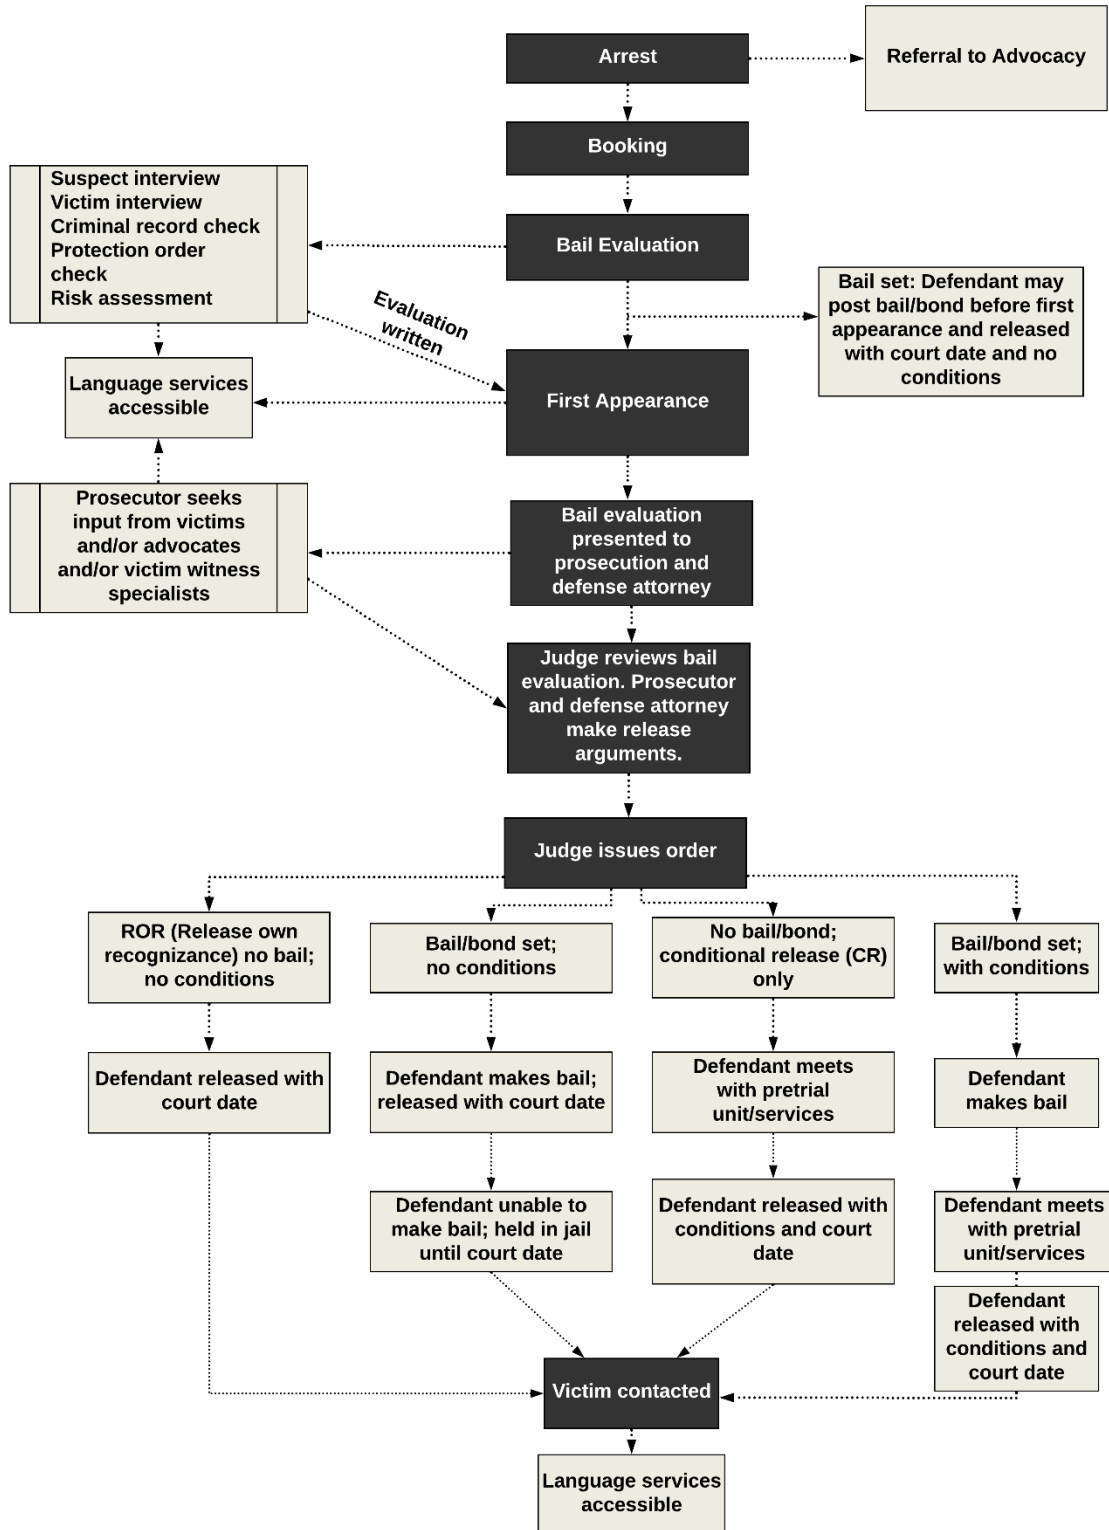 Arrest
Referral to Advocacy
Booking
Suspect interview
Victim interview
Criminal record check
Protection order
check
Risk assessment
Bail Evaluation
Bail set: Defendant may
post bail/bond before first
appearance and released
with court date and no
conditions
Evaluation
written
Language services
accessible
First Appearance
Prosecutor seeks
input from victims
and/or advocates
and/or victim witness
specialists
Bail evaluation
presented to
prosecution and
defense attorney
Judge reviews bail
evaluation. Prosecutor
and defense attorney
make release
arguments.
Judge issues order
ROR (Release own
recognizance) no bail;
no conditions
Bail/bond set;
no conditions
No bail/bond;
conditional release (CR)
only
Bail/bond set;
with conditions
Defendant released with
court date
Defendant makes bail;
released with court date
Defendant meets
with pretrial
unit/services
Defendant
makes bail
Defendant unable to
make bail; held in jail
until court date
Defendant released with
conditions and court
date
Defendant meets
with pretrial
unit/services
Defendant
released with
conditions and
court date
Victim contacted
Language services
accessible